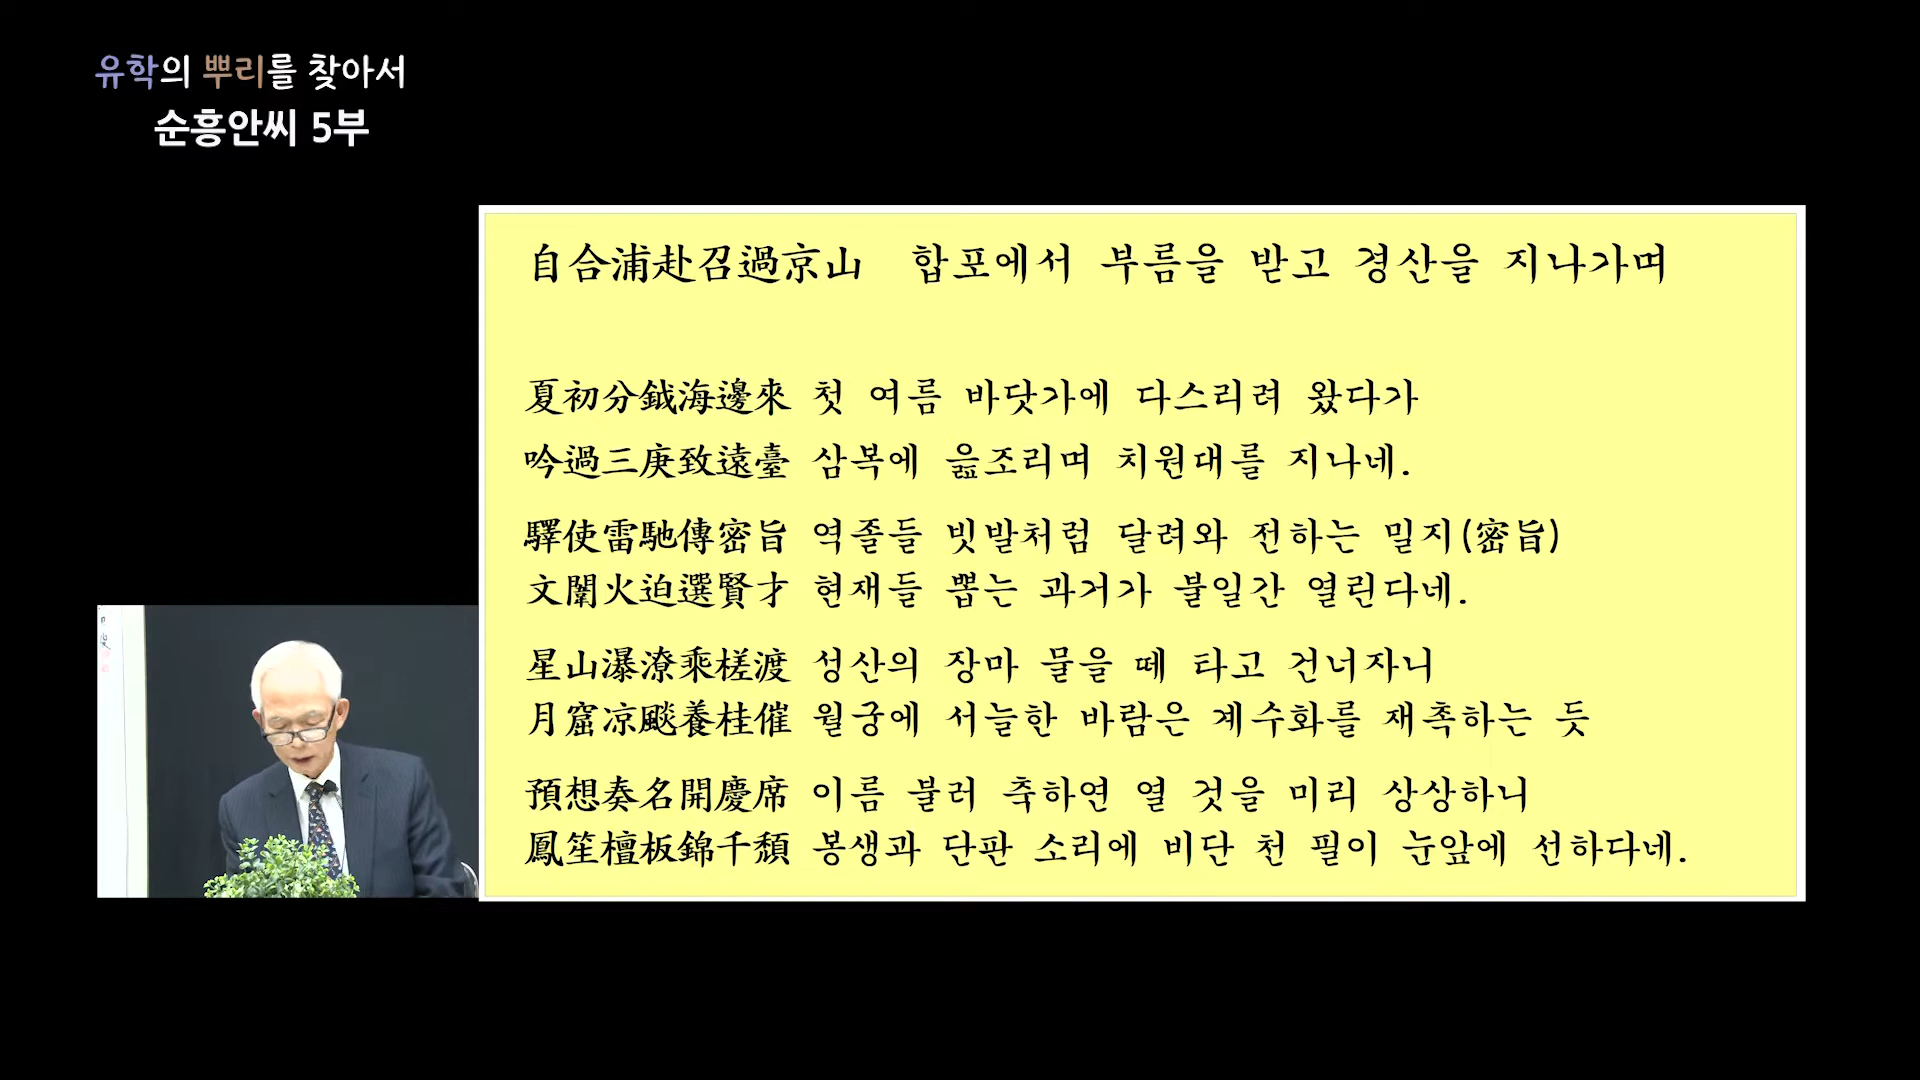 유학의 뿌리를 찾아서
순흥안씨 5부
自合浦赴召過京山 합포에서 부름을 받고 경산을 지나가며
夏初分鉞海邊來 첫 여름 바닷가에 다스리려 왔다가
吟過三庚致遠臺 삼복에 읊조리며 치원대를 지나네.
驛使雷馳傳密旨 역졸들 빗발처럼 달려와 전하는 밀지(密旨)
文闈火迫選賢才 현재들 뽑는 과거가 불일간 열린다네.
星山瀑潦乘槎渡 성산의 장마 물을 떼 타고 건너자니
月窟凉颷養桂催 월궁에 서늘한 바람은 계수화를 재촉하는 듯
預想奏名開慶席 이름 불러 축하연 열 것을 미리 상상하니
鳳笙檀板錦千頹 봉생과 단판 소리에 비단 천 필이 눈앞에 선하다네.